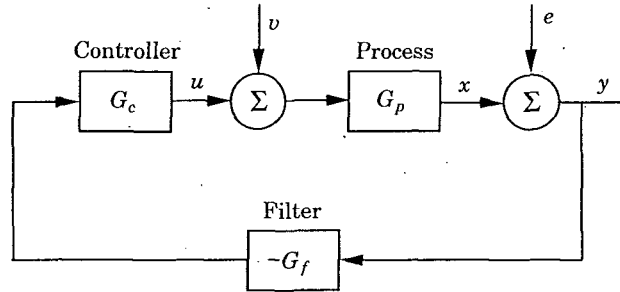 Controller
v
Process
e
G_c
u
Σ
G_p
x
Σ
y
Filter
-G_f